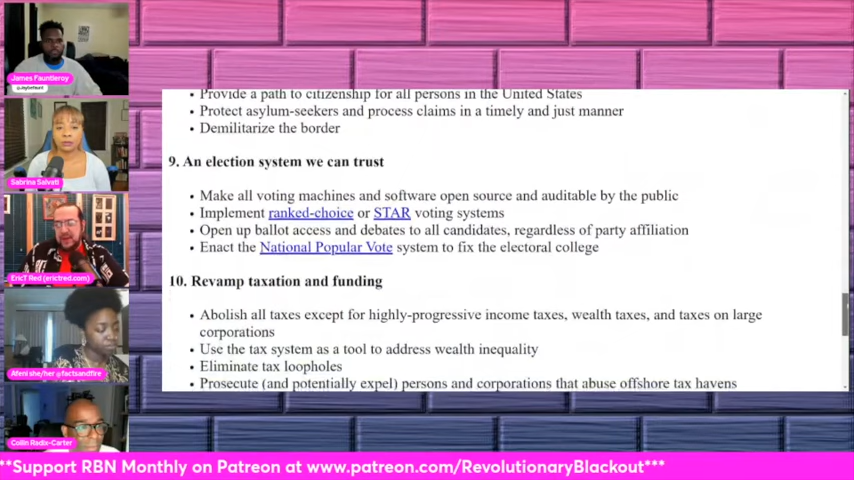 James Fauntleroy
Sabrina Salvati
EricT Red (erictred.com)
Afeni she/her @factsandfire
Colin Radix-Carter
• Provide a path to citizenship for all persons in the United States
• Protect asylum-seekers and process claims in a timely and just manner
• Demilitarize the border
9. An election system we can trust
• Make all voting machines and software open source and auditable by the public
• Implement ranked-choice or STAR voting systems
• Open up ballot access and debates to all candidates, regardless of party affiliation
• Enact the National Popular Vote system to fix the electoral college
10. Revamp taxation and funding
• Abolish all taxes except for highly-progressive income taxes, wealth taxes, and taxes on large
corporations
• Use the tax system as a tool to address wealth inequality
• Eliminate tax loopholes
• Prosecute (and potentially expel) persons and corporations that abuse offshore tax havens
**Support RBN Monthly on Patreon at www.patreon.com/RevolutionaryBlackout***